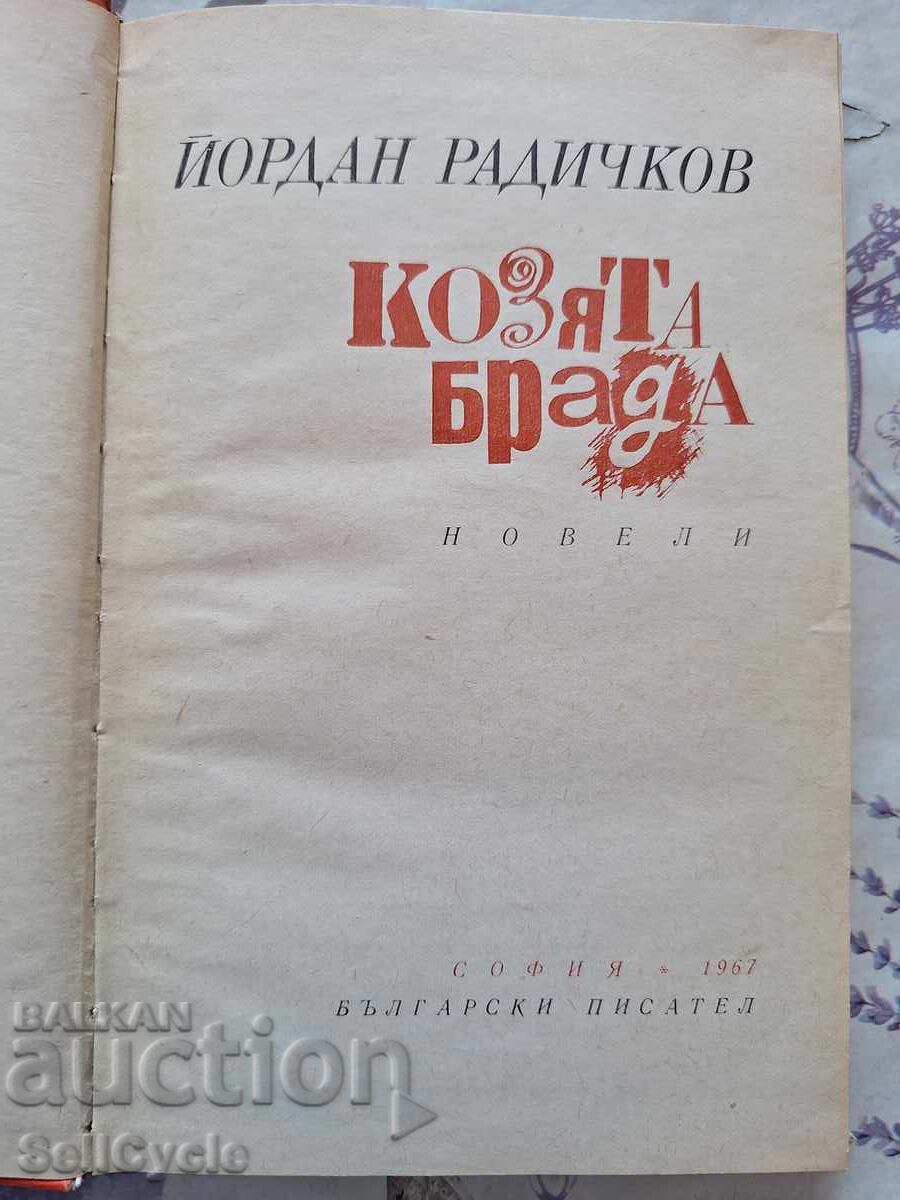 ЙОРДАН РАДИЧКОВ
КОЗЯТА
БРАДА
НОВЕЛИ
СОФИЯ * 1967
БЪЛГАРСКИ ПИСАТЕЛ
BALKAN
auction
SellCycle